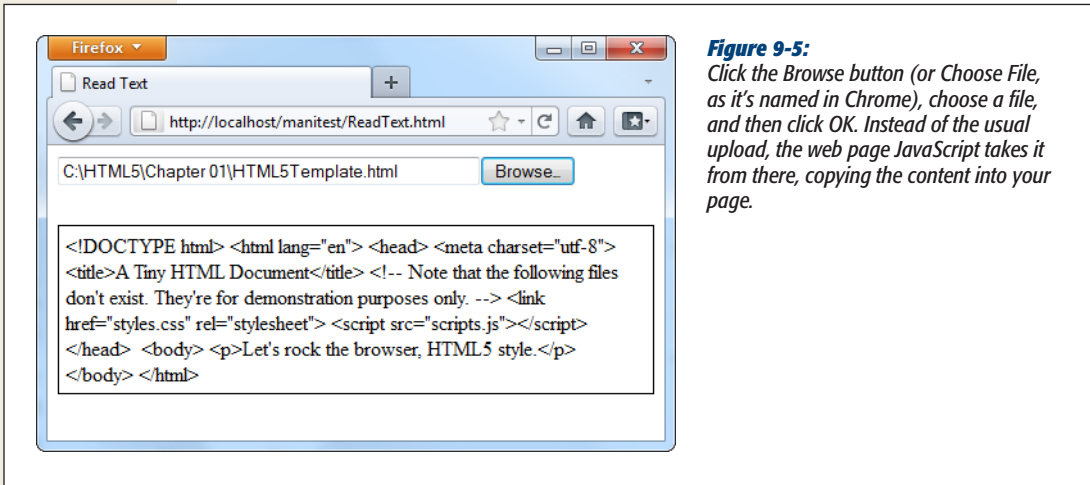 Firefox
Read Text
http://localhost/manitest/ReadText.html
C:\HTML5\Chapter 01\HTML5Template.html
Browse...
<!DOCTYPE html> <html lang="en"> <head> <meta charset="utf-8">
<title>A Tiny HTML Document</title> <!-- Note that the following files
don't exist. They're for demonstration purposes only. --> <link
href="styles.css" rel="stylesheet"> <script src="scripts.js"></script>
</head> <body> <p>Let's rock the browser, HTML5 style.</p>
</body> </html>
Figure 9-5:
Click the Browse button (or Choose File,
as it's named in Chrome), choose a file,
and then click OK. Instead of the usual
upload, the web page JavaScript takes it
from there, copying the content into your
page.